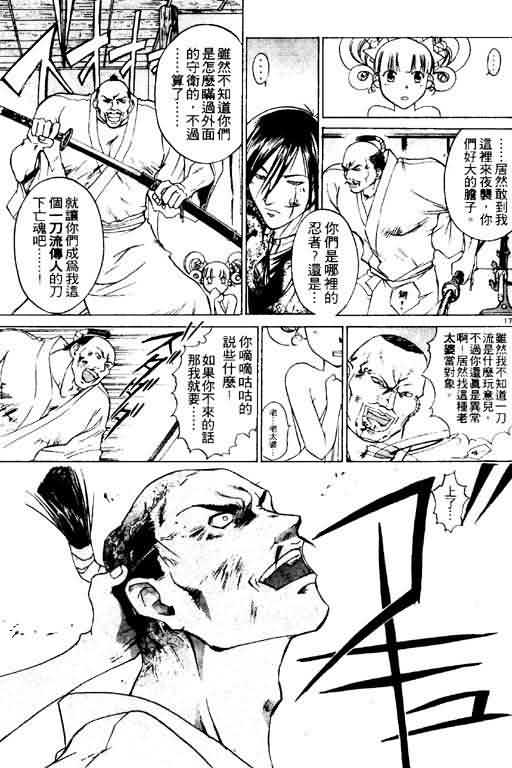 ……
……
……居然敢到我
這裡來夜襲，你
們好大的膽子。
你們是哪裡的
忍者？還是…
雖然不知道你們
是怎麼瞞過外面
的守衛的，不過
算了……
就讓你們成為我這
個一刀流傳人的刀
下亡魂吧……
17
雖然我不知道一刀
流是什麼玩意兒，
不過你還真是異常
啊！居然找這種老
太婆當對象。
老…老太婆…
你嘀嘀咕咕的
説些什麼！
如果你不來的話
那我就要……
上了…